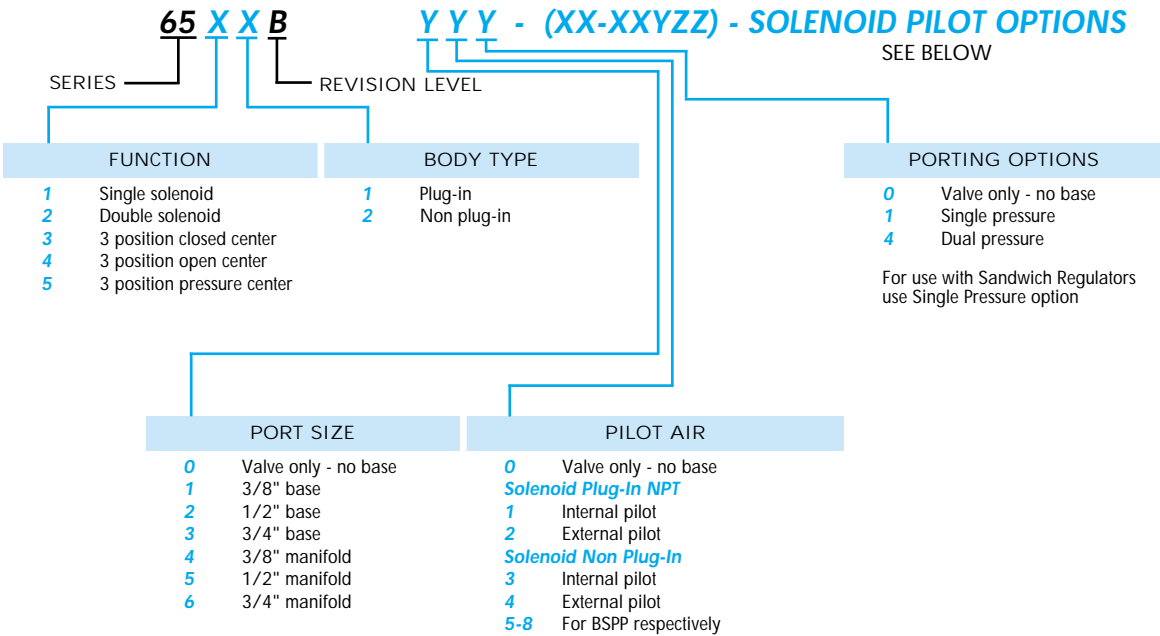 65 X X B Y Y Y - (XX-XXYZZ) - SOLENOID PILOT OPTIONS
SEE BELOW
SERIES
REVISION LEVEL
FUNCTION
1 Single solenoid
2 Double solenoid
3 3 position closed center
4 3 position open center
5 3 position pressure center
BODY TYPE
1 Plug-in
2 Non plug-in
PORTING OPTIONS
0 Valve only - no base
1 Single pressure
4 Dual pressure
For use with Sandwich Regulators
use Single Pressure option
PORT SIZE
0 Valve only - no base
1 3/8" base
2 1/2" base
3 3/4" base
4 3/8" manifold
5 1/2" manifold
6 3/4" manifold
PILOT AIR
0 Valve only - no base
Solenoid Plug-In NPT
1 Internal pilot
2 External pilot
Solenoid Non Plug-In
3 Internal pilot
4 External pilot
5-8 For BSPP respectively